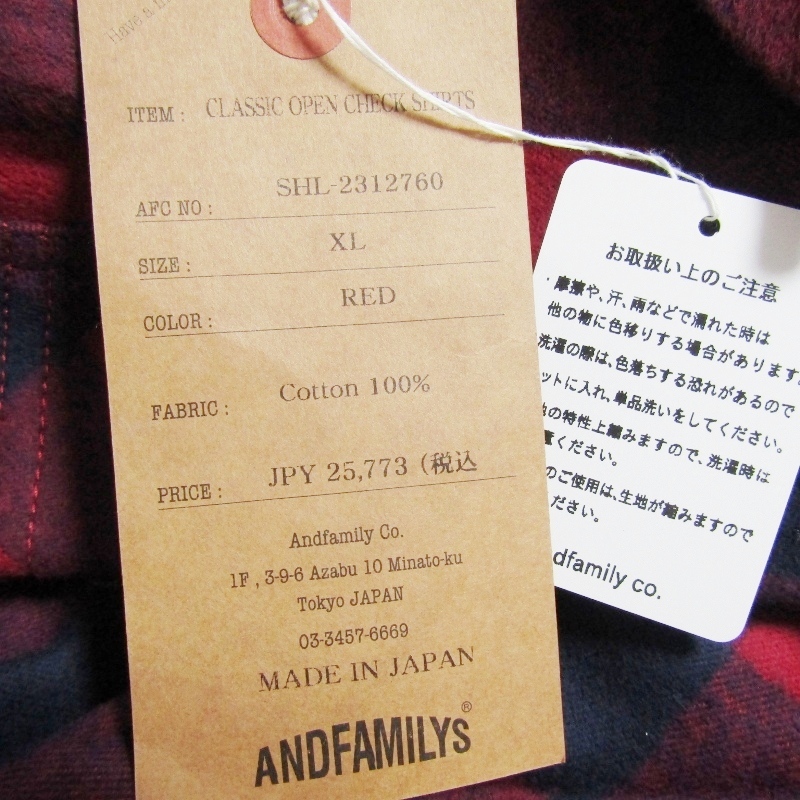 Have a
ITEM : CLASSIC OPEN CHECK SHIRTS
AFC NO : SHL-2312760
SIZE : XL
COLOR : RED
FABRIC : Cotton 100%
PRICE : JPY 25,773 (税込
Andfamily Co.
1F , 3-9-6 Azabu 10 Minato-ku
Tokyo JAPAN
03-3457-6669
MADE IN JAPAN
ANDFAMILYS®
お取扱い上のご注意
・摩擦や、汗、雨などで濡れた時は
他の物に色移りする場合があります。
洗濯の際は、色落ちする恐れがあるので
ットに入れ、単品洗いをしてください。
の特性上縮みますので、洗濯時は
ください。
のご使用は、生地が縮みますので
ださい。
dfamily co.